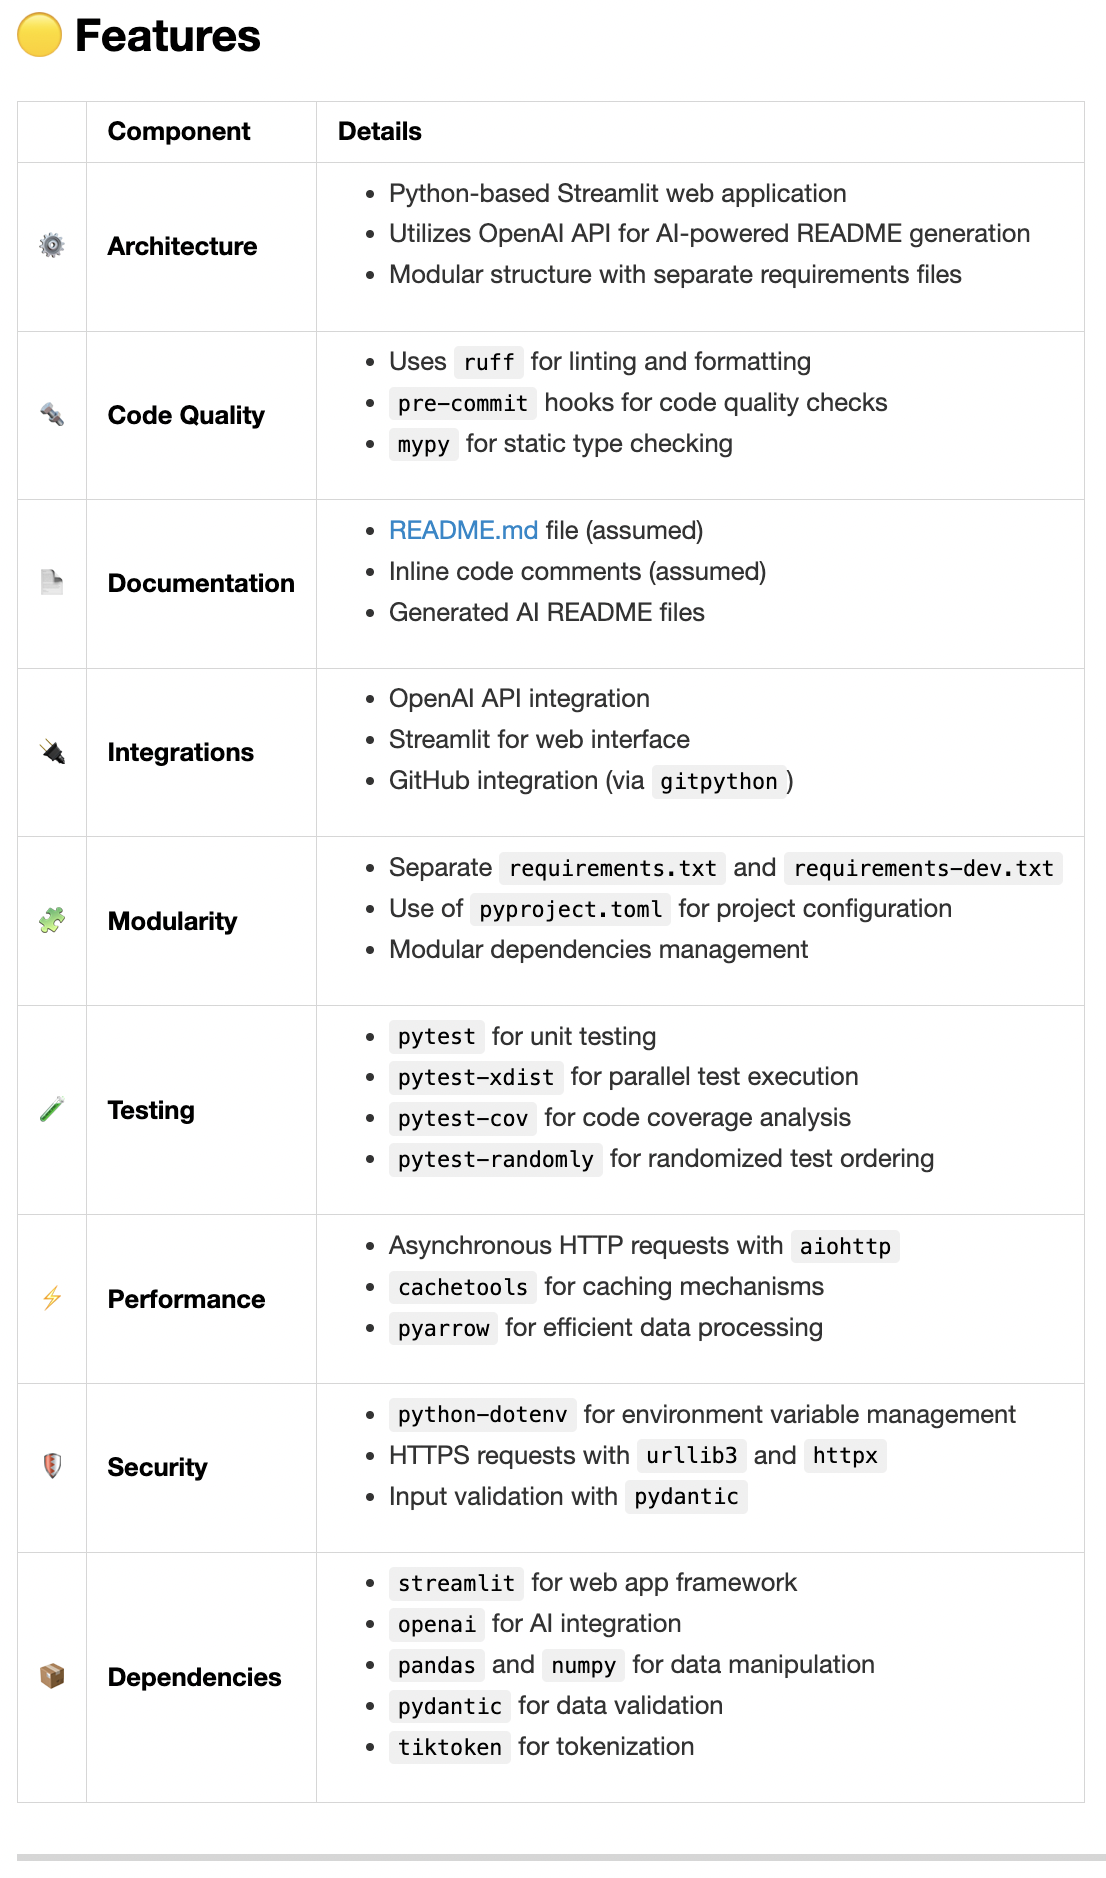 Features
Component Details
Architecture
Python-based Streamlit web application
Utilizes OpenAI API for AI-powered README generation
Modular structure with separate requirements files
Code Quality
Uses ruff for linting and formatting
pre-commit hooks for code quality checks
mypy for static type checking
Documentation
README.md file (assumed)
Inline code comments (assumed)
Generated AI README files
Integrations
OpenAI API integration
Streamlit for web interface
GitHub integration (via gitpython)
Modularity
Separate requirements.txt and requirements-dev.txt
Use of pyproject.toml for project configuration
Modular dependencies management
Testing
pytest for unit testing
pytest-xdist for parallel test execution
pytest-cov for code coverage analysis
pytest-randomly for randomized test ordering
Performance
Asynchronous HTTP requests with aiohttp
cachetools for caching mechanisms
pyarrow for efficient data processing
Security
python-dotenv for environment variable management
HTTPS requests with urllib3 and httpx
Input validation with pydantic
Dependencies
streamlit for web app framework
openai for AI integration
pandas and numpy for data manipulation
pydantic for data validation
tiktoken for tokenization